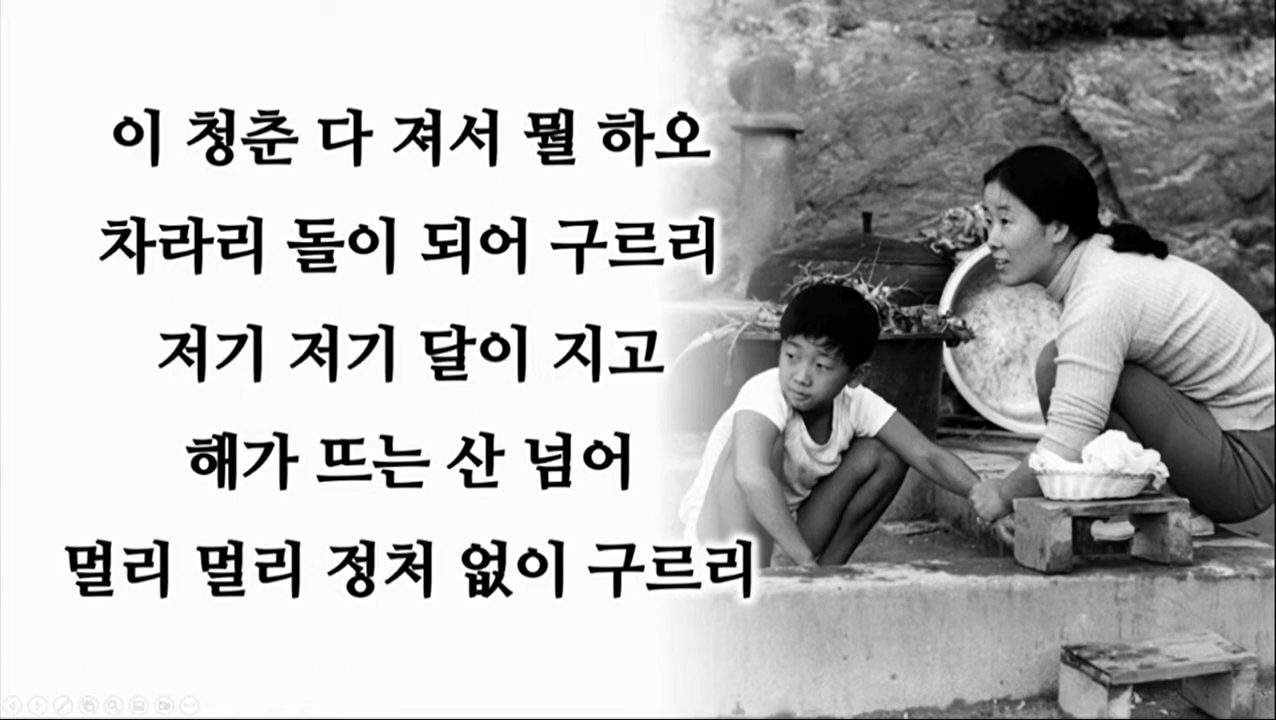 이 청춘 다 져서 뭘 하오
차라리 돌이 되어 구르리
저기 저기 달이 지고
해가 뜨는 산 넘어
멀리 멀리 정처 없이 구르리